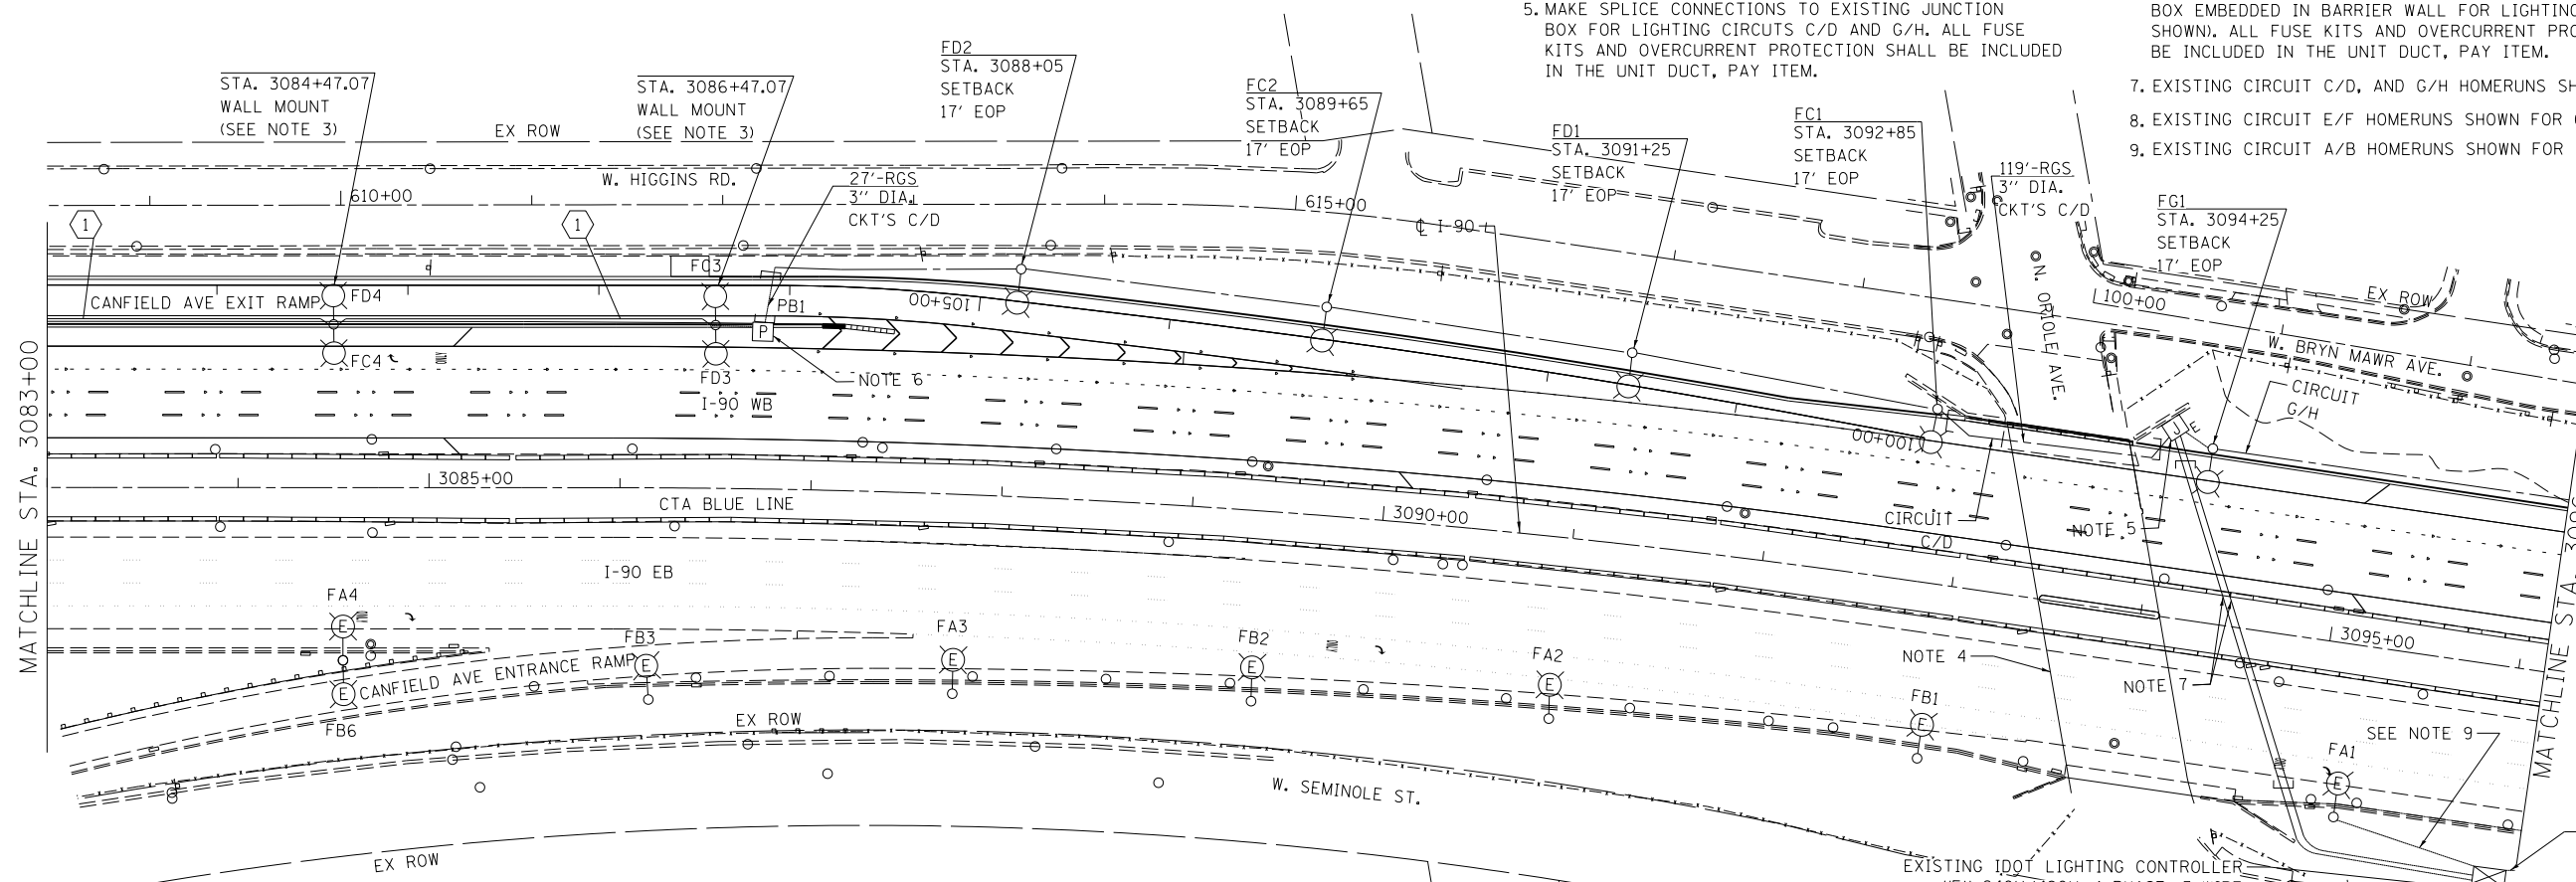 5. MAKE SPLICE CONNECTIONS TO EXISTING JUNCTION
BOX FOR LIGHTING CIRCUTS C/D AND G/H. ALL FUSE
KITS AND OVERCURRENT PROTECTION SHALL BE INCLUDED
IN THE UNIT DUCT, PAY ITEM.
BOX EMBEDDED IN BARRIER WALL FOR LIGHTING
SHOWN). ALL FUSE KITS AND OVERCURRENT
BE INCLUDED IN THE UNIT DUCT, PAY ITEM.
7. EXISTING CIRCUIT C/D, AND G/H HOMERUNS
8. EXISTING CIRCUIT E/F HOMERUNS SHOWN FOR
9. EXISTING CIRCUIT A/B HOMERUNS SHOWN FOR
STA. 3084+47.07
WALL MOUNT
(SEE NOTE 3)
STA. 3086+47.07
WALL MOUNT
(SEE NOTE 3)
FD2
STA. 3088+05
SETBACK
17' EOP
FC2
STA. 3089+65
SETBACK
17' EOP
FD1
STA. 3091+25
SETBACK
17' EOP
FC1
STA. 3092+85
SETBACK
17' EOP
119'-RGS
3'' DIA.
CKT'S C/D
FG1
STA. 3094+25
SETBACK
17' EOP
EX ROW
W. HIGGINS RD.
27'-RGS
3'' DIA.
CKT'S C/D
610+00
615+00
℄ I-90
1
1
FC3
CANFIELD AVE EXIT RAMP
FD4
PB1
P
1105+00
N. ORIOLE AVE.
100+00
EX ROW
W. BRYN MAWR AVE.
CIRCUIT
G/H
FC4
FD3
NOTE 6
I-90 WB
1100+00
J
E
MATCHLINE STA. 3083+00
3085+00
CTA BLUE LINE
3090+00
CIRCUIT
C/D
NOTE 5
I-90 EB
FA4
E
FB3
E
FA3
E
FB2
E
FA2
E
FB1
E
NOTE 4
NOTE 7
3095+00
MATCHLINE STA. 3096
CANFIELD AVE ENTRANCE RAMP
E
FB6
EX ROW
SEE NOTE 9
FA1
E
W. SEMINOLE ST.
EX ROW
EXISTING IDOT LIGHTING CONTROLLER